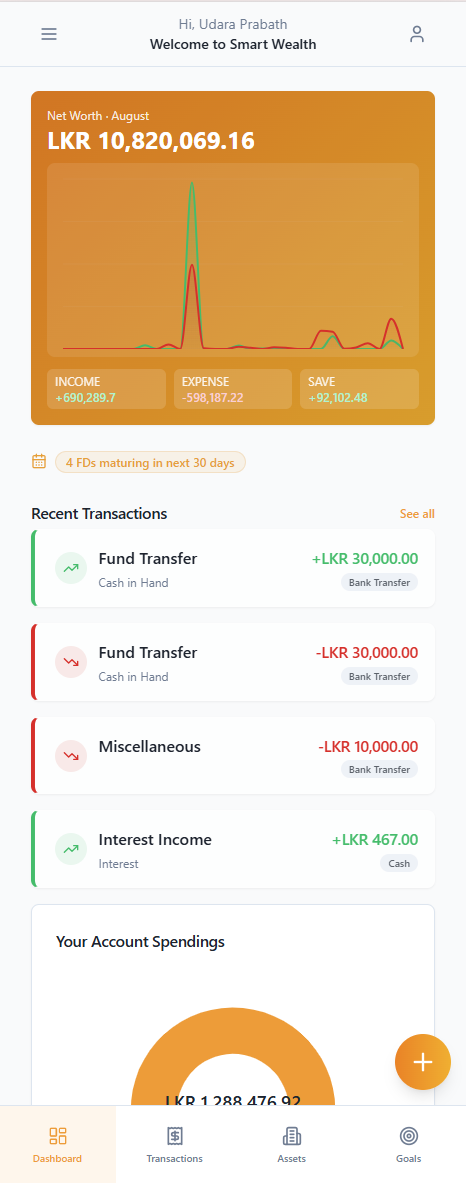 Hi, Udara Prabath
Welcome to Smart Wealth
Net Worth · August
LKR 10,820,069.16
INCOME
+690,289.7
EXPENSE
-598,187.22
SAVE
+92,102.48
4 FDs maturing in next 30 days
Recent Transactions
See all
Fund Transfer
+LKR 30,000.00
Cash in Hand
Bank Transfer
Fund Transfer
-LKR 30,000.00
Cash in Hand
Bank Transfer
Miscellaneous
-LKR 10,000.00
Bank Transfer
Interest Income
+LKR 467.00
Interest
Cash
Your Account Spendings
LKR 1,288,476.92
Dashboard
Transactions
Assets
Goals